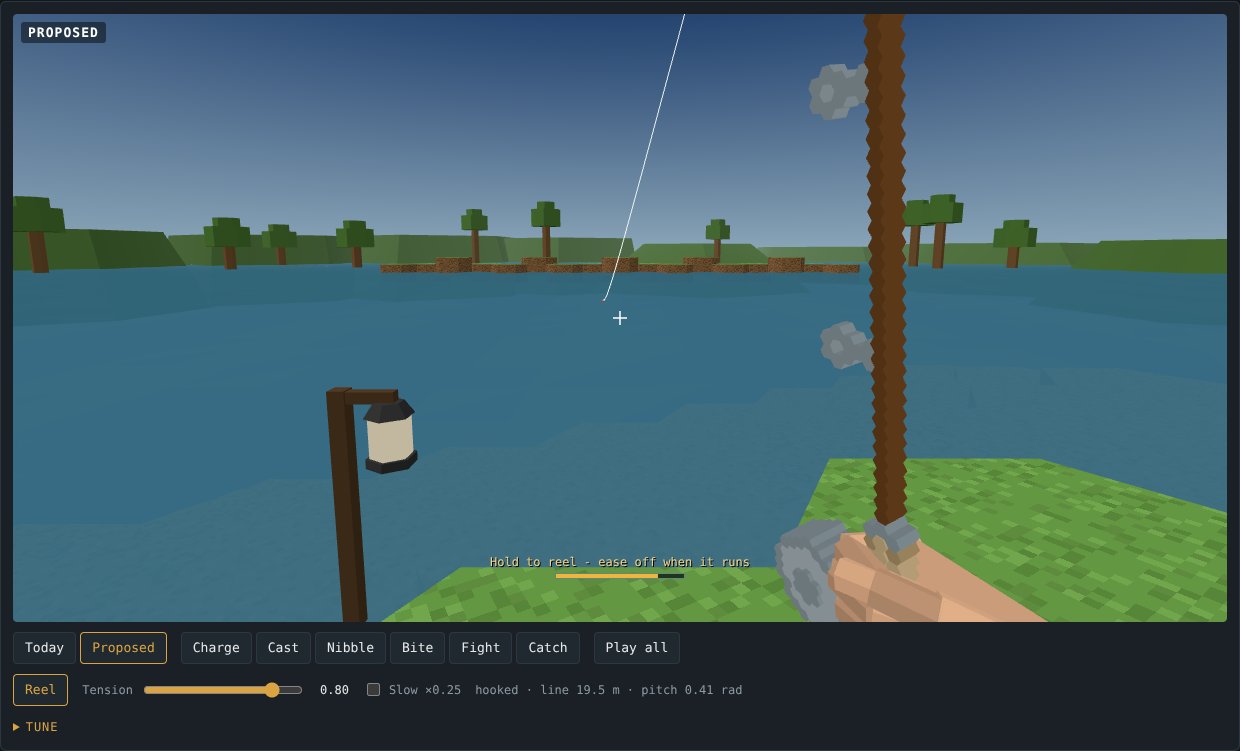 PROPOSED
Hold to reel - ease off when it runs
Today Proposed Charge Cast Nibble Bite Fight Catch Play all
Reel Tension 0.80 Slow ×0.25 hooked · line 19.5 m · pitch 0.41 rad
TUNE